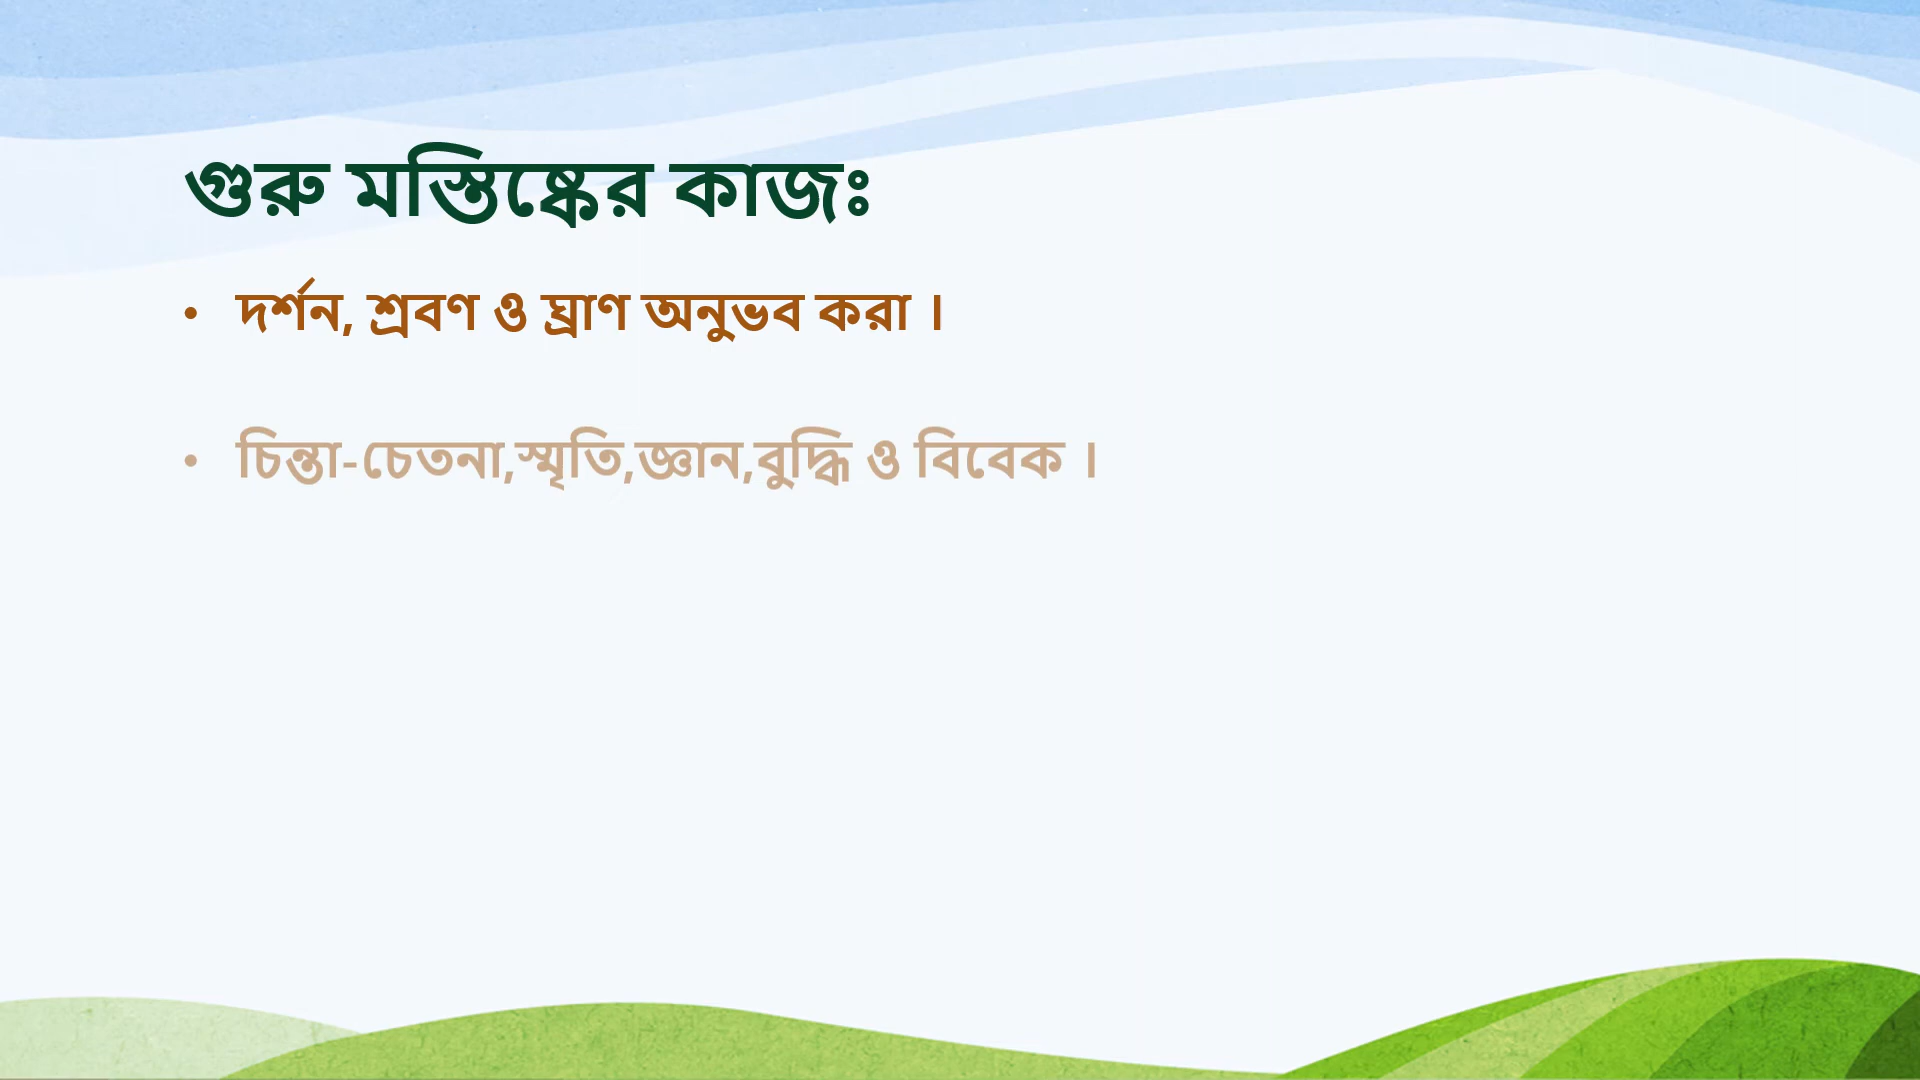 গুরু মস্তিষ্কের কাজঃ
• দর্শন, শ্রবণ ও ঘ্রাণ অনুভব করা ।
• চিন্তা-চেতনা,স্মৃতি,জ্ঞান,বুদ্ধি ও বিবেক ।